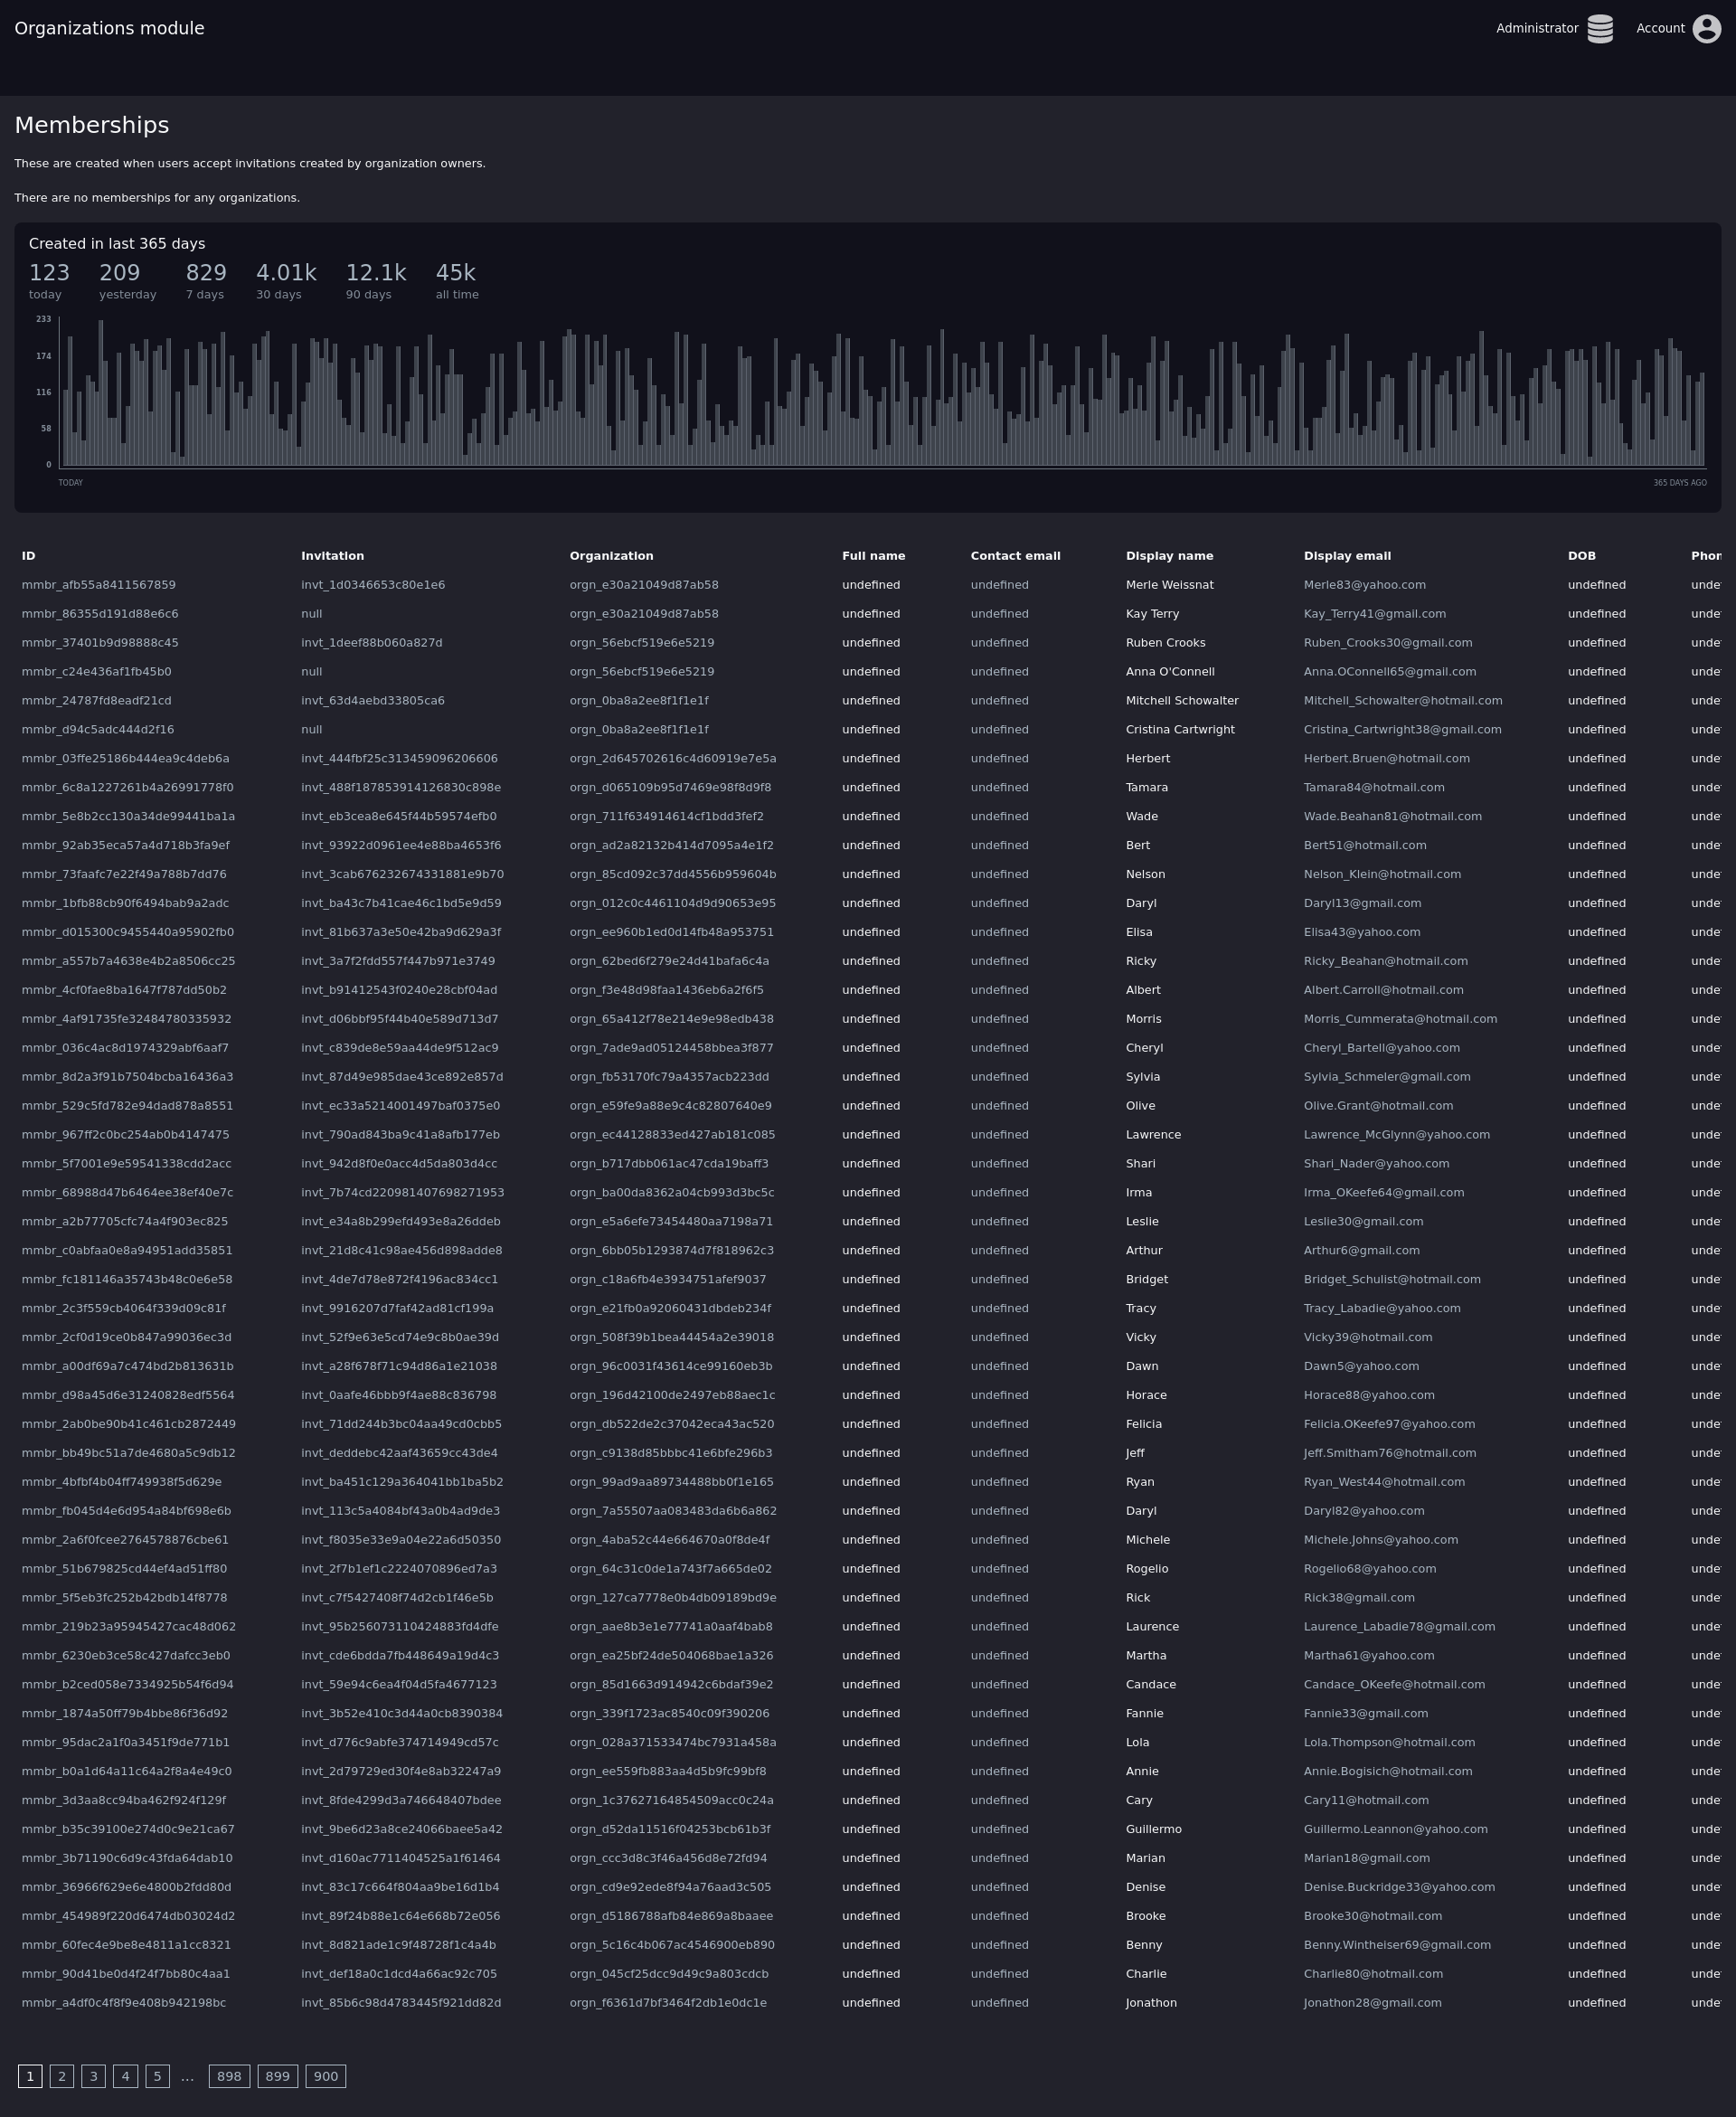 Organizations module
Administrator
Account
Memberships
These are created when users accept invitations created by organization owners.
There are no memberships for any organizations.
Created in last 365 days
123 209 829 4.01k 12.1k 45k
today yesterday 7 days 30 days 90 days all time
233
174
116
58
0
TODAY 365 DAYS AGO
ID Invitation Organization Full name Contact email Display name Display email DOB Phon
mmbr_afb55a8411567859 invt_1d0346653c80e1e6 orgn_e30a21049d87ab58 undefined undefined Merle Weissnat Merle83@yahoo.com undefined unde
mmbr_86355d191d88e6c6 null orgn_e30a21049d87ab58 undefined undefined Kay Terry Kay_Terry41@gmail.com undefined unde
mmbr_37401b9d98888c45 invt_1deef88b060a827d orgn_56ebcf519e6e5219 undefined undefined Ruben Crooks Ruben_Crooks30@gmail.com undefined unde
mmbr_c24e436af1fb45b0 null orgn_56ebcf519e6e5219 undefined undefined Anna O'Connell Anna.OConnell65@gmail.com undefined unde
mmbr_24787fd8eadf21cd invt_63d4aebd33805ca6 orgn_0ba8a2ee8f1f1e1f undefined undefined Mitchell Schowalter Mitchell_Schowalter@hotmail.com undefined unde
mmbr_d94c5adc444d2f16 null orgn_0ba8a2ee8f1f1e1f undefined undefined Cristina Cartwright Cristina_Cartwright38@gmail.com undefined unde
mmbr_03ffe25186b444ea9c4deb6a invt_444fbf25c313459096206606 orgn_2d645702616c4d60919e7e5a undefined undefined Herbert Herbert.Bruen@hotmail.com undefined unde
mmbr_6c8a1227261b4a26991778f0 invt_488f187853914126830c898e orgn_d065109b95d7469e98f8d9f8 undefined undefined Tamara Tamara84@hotmail.com undefined unde
mmbr_5e8b2cc130a34de99441ba1a invt_eb3cea8e645f44b59574efb0 orgn_711f634914614cf1bdd3fef2 undefined undefined Wade Wade.Beahan81@hotmail.com undefined unde
mmbr_92ab35eca57a4d718b3fa9ef invt_93922d0961ee4e88ba4653f6 orgn_ad2a82132b414d7095a4e1f2 undefined undefined Bert Bert51@hotmail.com undefined unde
mmbr_73faafc7e22f49a788b7dd76 invt_3cab676232674331881e9b70 orgn_85cd092c37dd4556b959604b undefined undefined Nelson Nelson_Klein@hotmail.com undefined unde
mmbr_1bfb88cb90f6494bab9a2adc invt_ba43c7b41cae46c1bd5e9d59 orgn_012c0c4461104d9d90653e95 undefined undefined Daryl Daryl13@gmail.com undefined unde
mmbr_d015300c9455440a95902fb0 invt_81b637a3e50e42ba9d629a3f orgn_ee960b1ed0d14fb48a953751 undefined undefined Elisa Elisa43@yahoo.com undefined unde
mmbr_a557b7a4638e4b2a8506cc25 invt_3a7f2fdd557f447b971e3749 orgn_62bed6f279e24d41bafa6c4a undefined undefined Ricky Ricky_Beahan@hotmail.com undefined unde
mmbr_4cf0fae8ba1647f787dd50b2 invt_b91412543f0240e28cbf04ad orgn_f3e48d98faa1436eb6a2f6f5 undefined undefined Albert Albert.Carroll@hotmail.com undefined unde
mmbr_4af91735fe32484780335932 invt_d06bbf95f44b40e589d713d7 orgn_65a412f78e214e9e98edb438 undefined undefined Morris Morris_Cummerata@hotmail.com undefined unde
mmbr_036c4ac8d1974329abf6aaf7 invt_c839de8e59aa44de9f512ac9 orgn_7ade9ad05124458bbea3f877 undefined undefined Cheryl Cheryl_Bartell@yahoo.com undefined unde
mmbr_8d2a3f91b7504bcba16436a3 invt_87d49e985dae43ce892e857d orgn_fb53170fc79a4357acb223dd undefined undefined Sylvia Sylvia_Schmeler@gmail.com undefined unde
mmbr_529c5fd782e94dad878a8551 invt_ec33a5214001497baf0375e0 orgn_e59fe9a88e9c4c82807640e9 undefined undefined Olive Olive.Grant@hotmail.com undefined unde
mmbr_967ff2c0bc254ab0b4147475 invt_790ad843ba9c41a8afb177eb orgn_ec44128833ed427ab181c085 undefined undefined Lawrence Lawrence_McGlynn@yahoo.com undefined unde
mmbr_5f7001e9e59541338cdd2acc invt_942d8f0e0acc4d5da803d4cc orgn_b717dbb061ac47cda19baff3 undefined undefined Shari Shari_Nader@yahoo.com undefined unde
mmbr_68988d47b6464ee38ef40e7c invt_7b74cd220981407698271953 orgn_ba00da8362a04cb993d3bc5c undefined undefined Irma Irma_OKeefe64@gmail.com undefined unde
mmbr_a2b77705cfc74a4f903ec825 invt_e34a8b299efd493e8a26ddeb orgn_e5a6efe73454480aa7198a71 undefined undefined Leslie Leslie30@gmail.com undefined unde
mmbr_c0abfaa0e8a94951add35851 invt_21d8c41c98ae456d898adde8 orgn_6bb05b1293874d7f818962c3 undefined undefined Arthur Arthur6@gmail.com undefined unde
mmbr_fc181146a35743b48c0e6e58 invt_4de7d78e872f4196ac834cc1 orgn_c18a6fb4e3934751afef9037 undefined undefined Bridget Bridget_Schulist@hotmail.com undefined unde
mmbr_2c3f559cb4064f339d09c81f invt_9916207d7faf42ad81cf199a orgn_e21fb0a92060431dbdeb234f undefined undefined Tracy Tracy_Labadie@yahoo.com undefined unde
mmbr_2cf0d19ce0b847a99036ec3d invt_52f9e63e5cd74e9c8b0ae39d orgn_508f39b1bea44454a2e39018 undefined undefined Vicky Vicky39@hotmail.com undefined unde
mmbr_a00df69a7c474bd2b813631b invt_a28f678f71c94d86a1e21038 orgn_96c0031f43614ce99160eb3b undefined undefined Dawn Dawn5@yahoo.com undefined unde
mmbr_d98a45d6e31240828edf5564 invt_0aafe46bbb9f4ae88c836798 orgn_196d42100de2497eb88aec1c undefined undefined Horace Horace88@yahoo.com undefined unde
mmbr_2ab0be90b41c461cb2872449 invt_71dd244b3bc04aa49cd0cbb5 orgn_db522de2c37042eca43ac520 undefined undefined Felicia Felicia.OKeefe97@yahoo.com undefined unde
mmbr_bb49bc51a7de4680a5c9db12 invt_deddebc42aaf43659cc43de4 orgn_c9138d85bbbc41e6bfe296b3 undefined undefined Jeff Jeff.Smitham76@hotmail.com undefined unde
mmbr_4bfbf4b04ff749938f5d629e invt_ba451c129a364041bb1ba5b2 orgn_99ad9aa89734488bb0f1e165 undefined undefined Ryan Ryan_West44@hotmail.com undefined unde
mmbr_fb045d4e6d954a84bf698e6b invt_113c5a4084bf43a0b4ad9de3 orgn_7a55507aa083483da6b6a862 undefined undefined Daryl Daryl82@yahoo.com undefined unde
mmbr_2a6f0fcee2764578876cbe61 invt_f8035e33e9a04e22a6d50350 orgn_4aba52c44e664670a0f8de4f undefined undefined Michele Michele.Johns@yahoo.com undefined unde
mmbr_51b679825cd44ef4ad51ff80 invt_2f7b1ef1c2224070896ed7a3 orgn_64c31c0de1a743f7a665de02 undefined undefined Rogelio Rogelio68@yahoo.com undefined unde
mmbr_5f5eb3fc252b42bdb14f8778 invt_c7f5427408f74d2cb1f46e5b orgn_127ca7778e0b4db09189bd9e undefined undefined Rick Rick38@gmail.com undefined unde
mmbr_219b23a95945427cac48d062 invt_95b256073110424883fd4dfe orgn_aae8b3e1e77741a0aaf4bab8 undefined undefined Laurence Laurence_Labadie78@gmail.com undefined unde
mmbr_6230eb3ce58c427dafcc3eb0 invt_cde6bdda7fb448649a19d4c3 orgn_ea25bf24de504068bae1a326 undefined undefined Martha Martha61@yahoo.com undefined unde
mmbr_b2ced058e7334925b54f6d94 invt_59e94c6ea4f04d5fa4677123 orgn_85d1663d914942c6bdaf39e2 undefined undefined Candace Candace_OKeefe@hotmail.com undefined unde
mmbr_1874a50ff79b4bbe86f36d92 invt_3b52e410c3d44a0cb8390384 orgn_339f1723ac8540c09f390206 undefined undefined Fannie Fannie33@gmail.com undefined unde
mmbr_95dac2a1f0a3451f9de771b1 invt_d776c9abfe374714949cd57c orgn_028a371533474bc7931a458a undefined undefined Lola Lola.Thompson@hotmail.com undefined unde
mmbr_b0a1d64a11c64a2f8a4e49c0 invt_2d79729ed30f4e8ab32247a9 orgn_ee559fb883aa4d5b9fc99bf8 undefined undefined Annie Annie.Bogisich@hotmail.com undefined unde
mmbr_3d3aa8cc94ba462f924f129f invt_8fde4299d3a746648407bdee orgn_1c37627164854509acc0c24a undefined undefined Cary Cary11@hotmail.com undefined unde
mmbr_b35c39100e274d0c9e21ca67 invt_9be6d23a8ce24066baee5a42 orgn_d52da11516f04253bcb61b3f undefined undefined Guillermo Guillermo.Leannon@yahoo.com undefined unde
mmbr_3b71190c6d9c43fda64dab10 invt_d160ac7711404525a1f61464 orgn_ccc3d8c3f46a456d8e72fd94 undefined undefined Marian Marian18@gmail.com undefined unde
mmbr_36966f629e6e4800b2fdd80d invt_83c17c664f804aa9be16d1b4 orgn_cd9e92ede8f94a76aad3c505 undefined undefined Denise Denise.Buckridge33@yahoo.com undefined unde
mmbr_454989f220d6474db03024d2 invt_89f24b88e1c64e668b72e056 orgn_d5186788afb84e869a8baaee undefined undefined Brooke Brooke30@hotmail.com undefined unde
mmbr_60fec4e9be8e4811a1cc8321 invt_8d821ade1c9f48728f1c4a4b orgn_5c16c4b067ac4546900eb890 undefined undefined Benny Benny.Wintheiser69@gmail.com undefined unde
mmbr_90d41be0d4f24f7bb80c4aa1 invt_def18a0c1dcd4a66ac92c705 orgn_045cf25dcc9d49c9a803cdcb undefined undefined Charlie Charlie80@hotmail.com undefined unde
mmbr_a4df0c4f8f9e408b942198bc invt_85b6c98d4783445f921dd82d orgn_f6361d7bf3464f2db1e0dc1e undefined undefined Jonathon Jonathon28@gmail.com undefined unde
1 2 3 4 5 ... 898 899 900